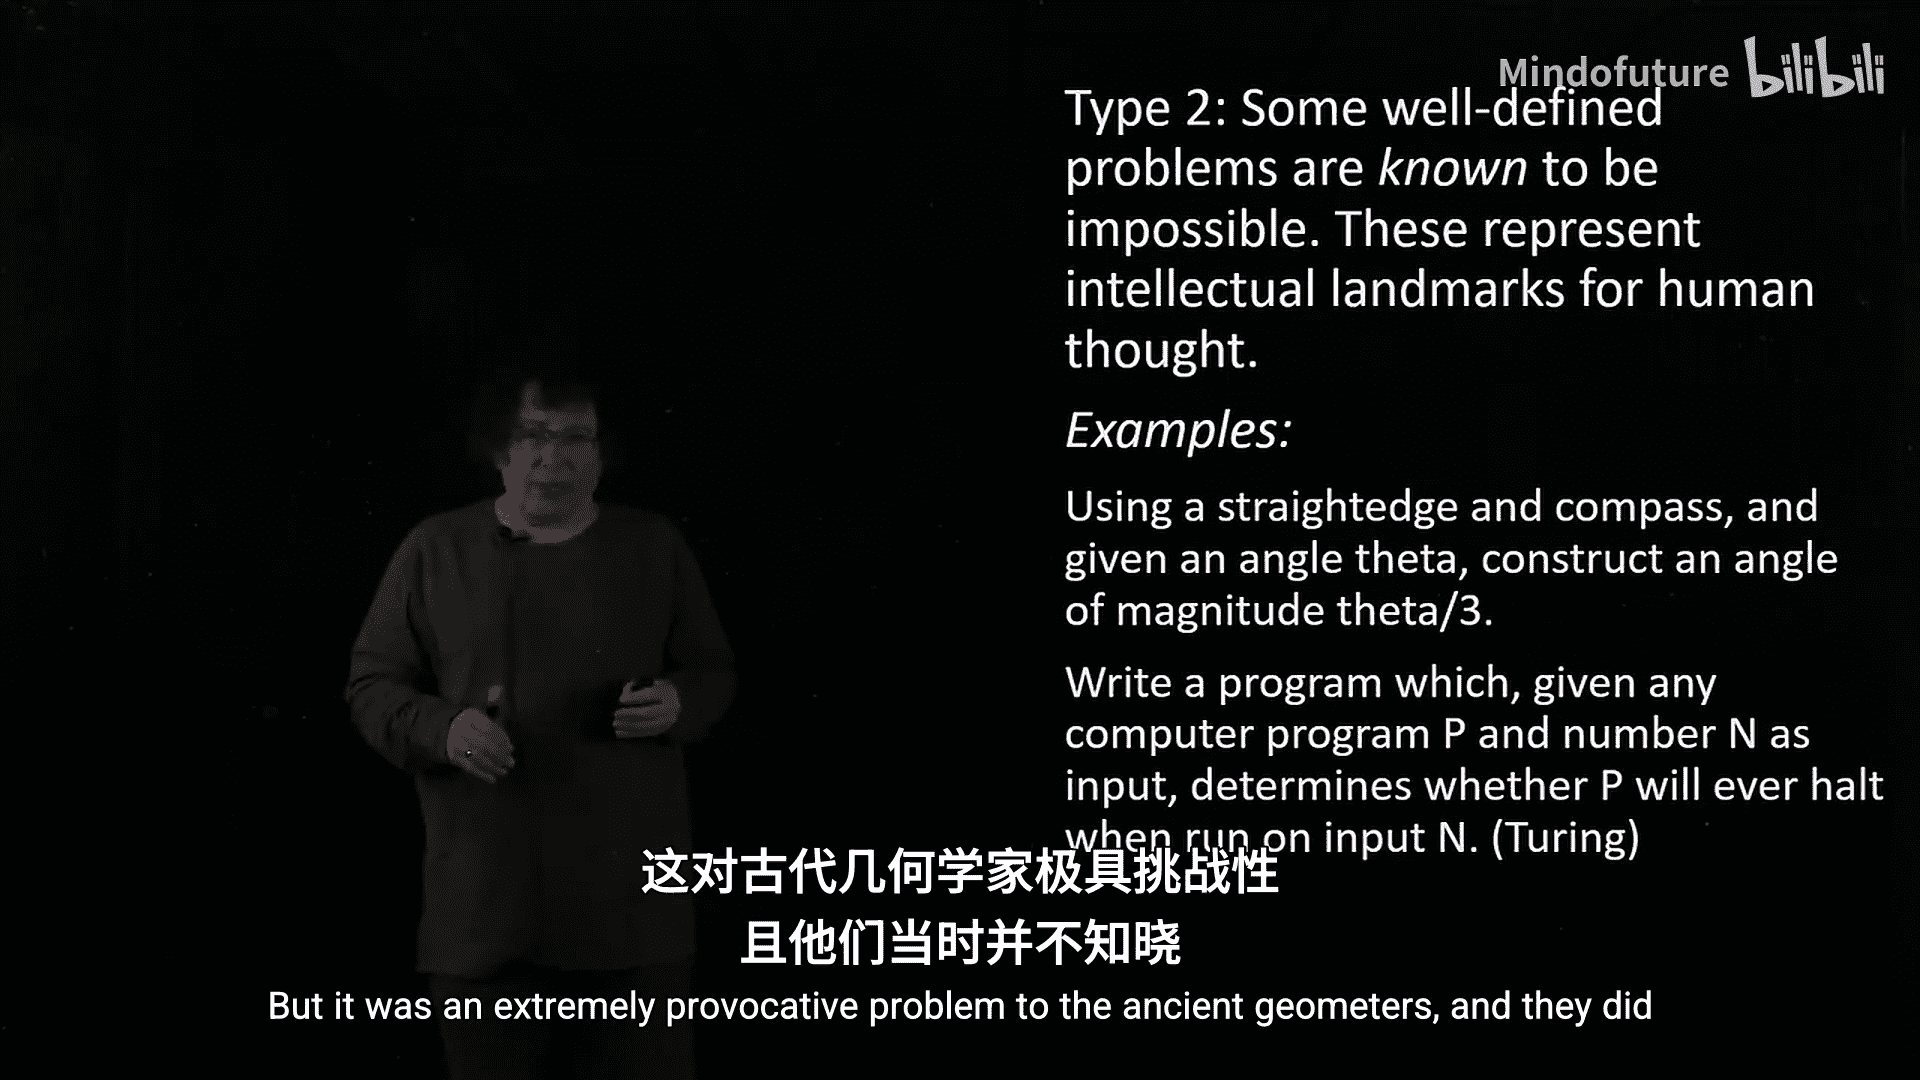 Mindofuture bilibili
Type 2: Some well-defined
problems are known to be
impossible. These represent
intellectual landmarks for human
thought.
Examples:
Using a straightedge and compass, and
given an angle theta, construct an angle
of magnitude theta/3.
Write a program which, given any
computer program P and number N as
input, determines whether P will ever halt
when run on input N. (Turing)
这对古代几何学家极具挑战性
且他们当时并不知晓
But it was an extremely provocative problem to the ancient geometers, and they did